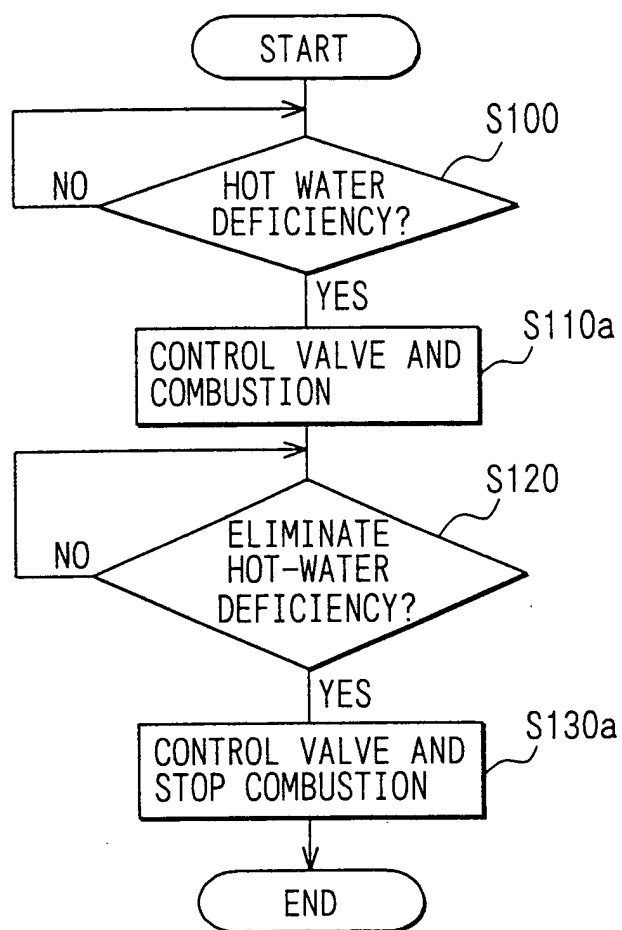 START
S100
NO
HOT WATER
DEFICIENCY?
YES
S110a
CONTROL VALVE AND
COMBUSTION
S120
NO
ELIMINATE
HOT-WATER
DEFICIENCY?
YES
S130a
CONTROL VALVE AND
STOP COMBUSTION
END